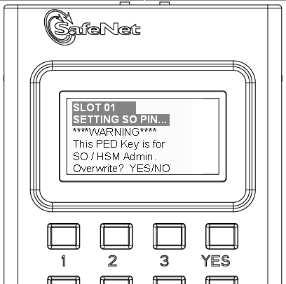 SafeNet
SLOT 01
SETTING SO PIN...
****WARNING****
This PED Key is for
SO / HSM Admin.
Overwrite? YES/NO
1 2 3 YES